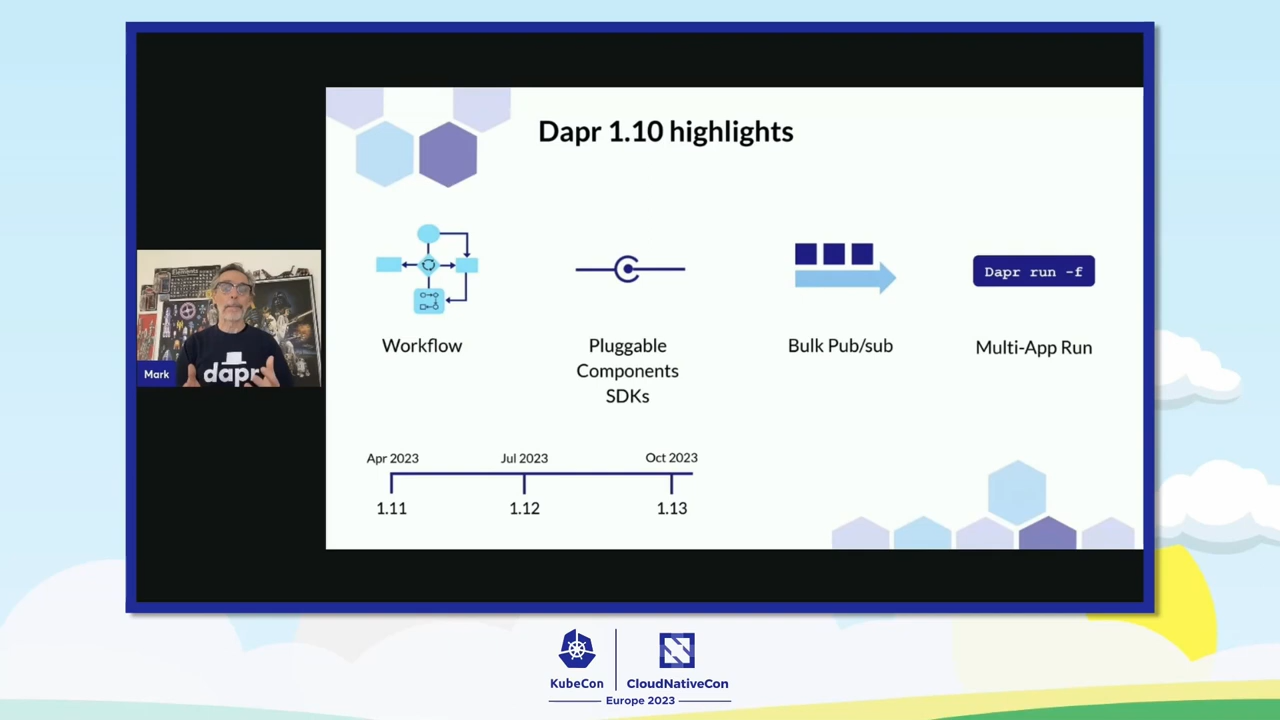 Dapr 1.10 highlights
Dapr run -f
Workflow
Pluggable
Components
SDKs
Bulk Pub/sub
Multi-App Run
Mark
dapr
Apr 2023
Jul 2023
Oct 2023
1.11
1.12
1.13
KubeCon
CloudNativeCon
Europe 2023